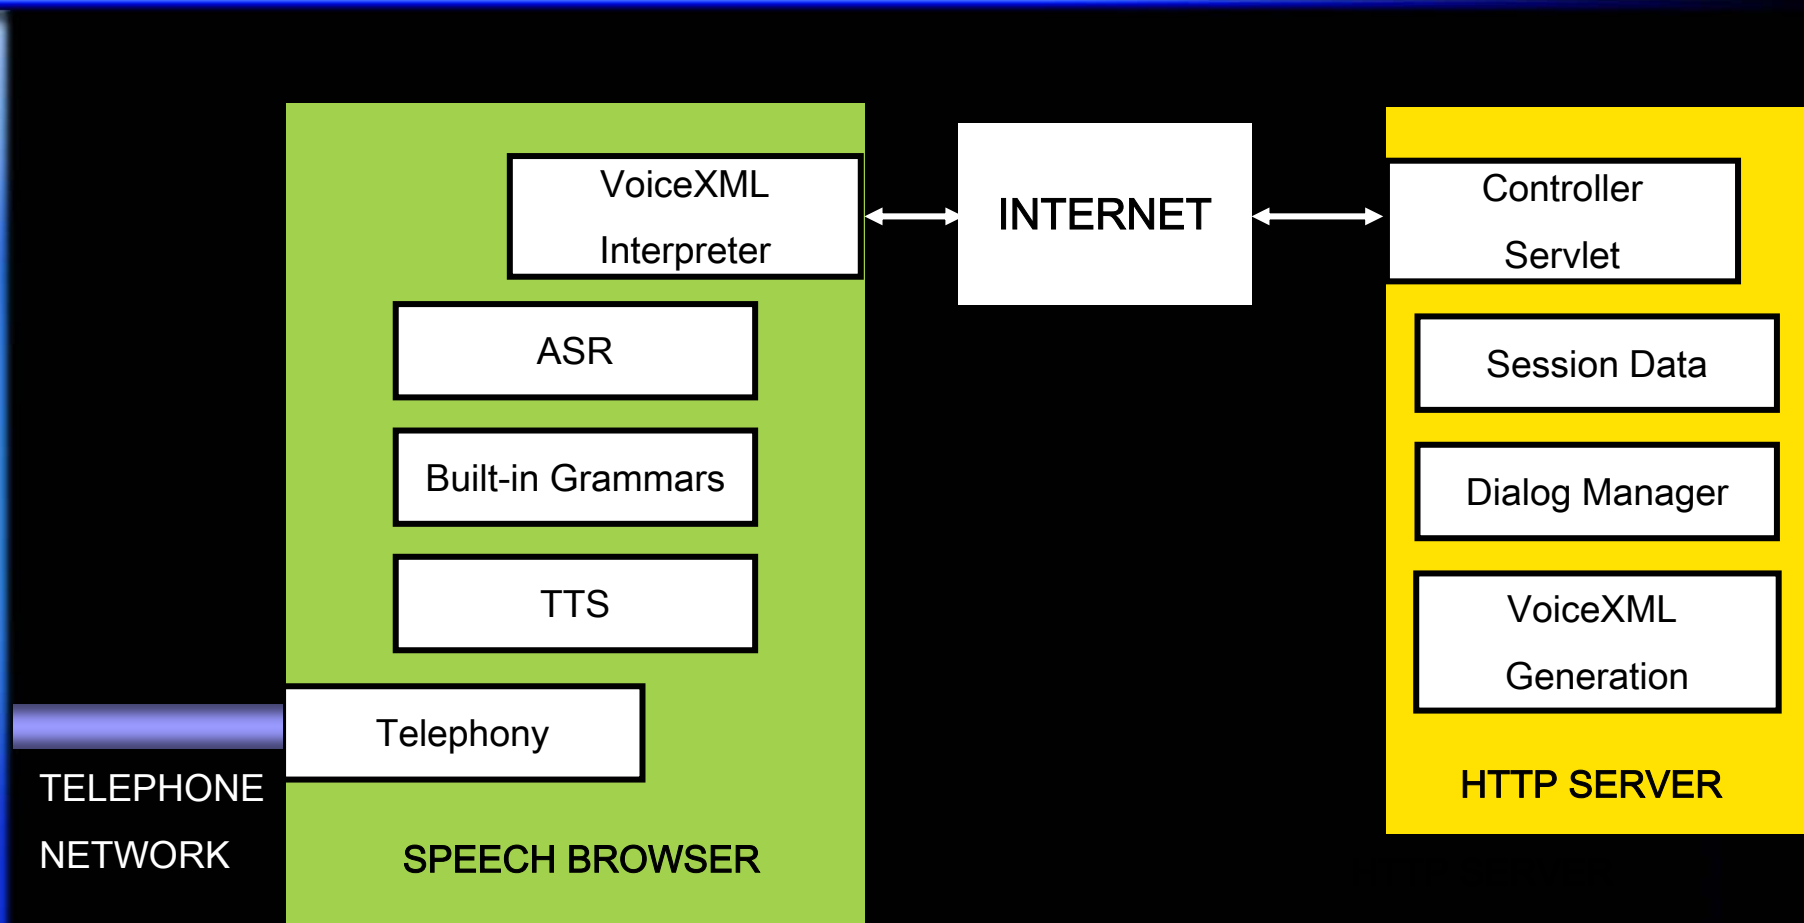 VoiceXML
Interpreter
ASR
Built-in Grammars
TTS
Telephony
TELEPHONE
NETWORK
SPEECH BROWSER
INTERNET
Controller
Servlet
Session Data
Dialog Manager
VoiceXML
Generation
HTTP SERVER